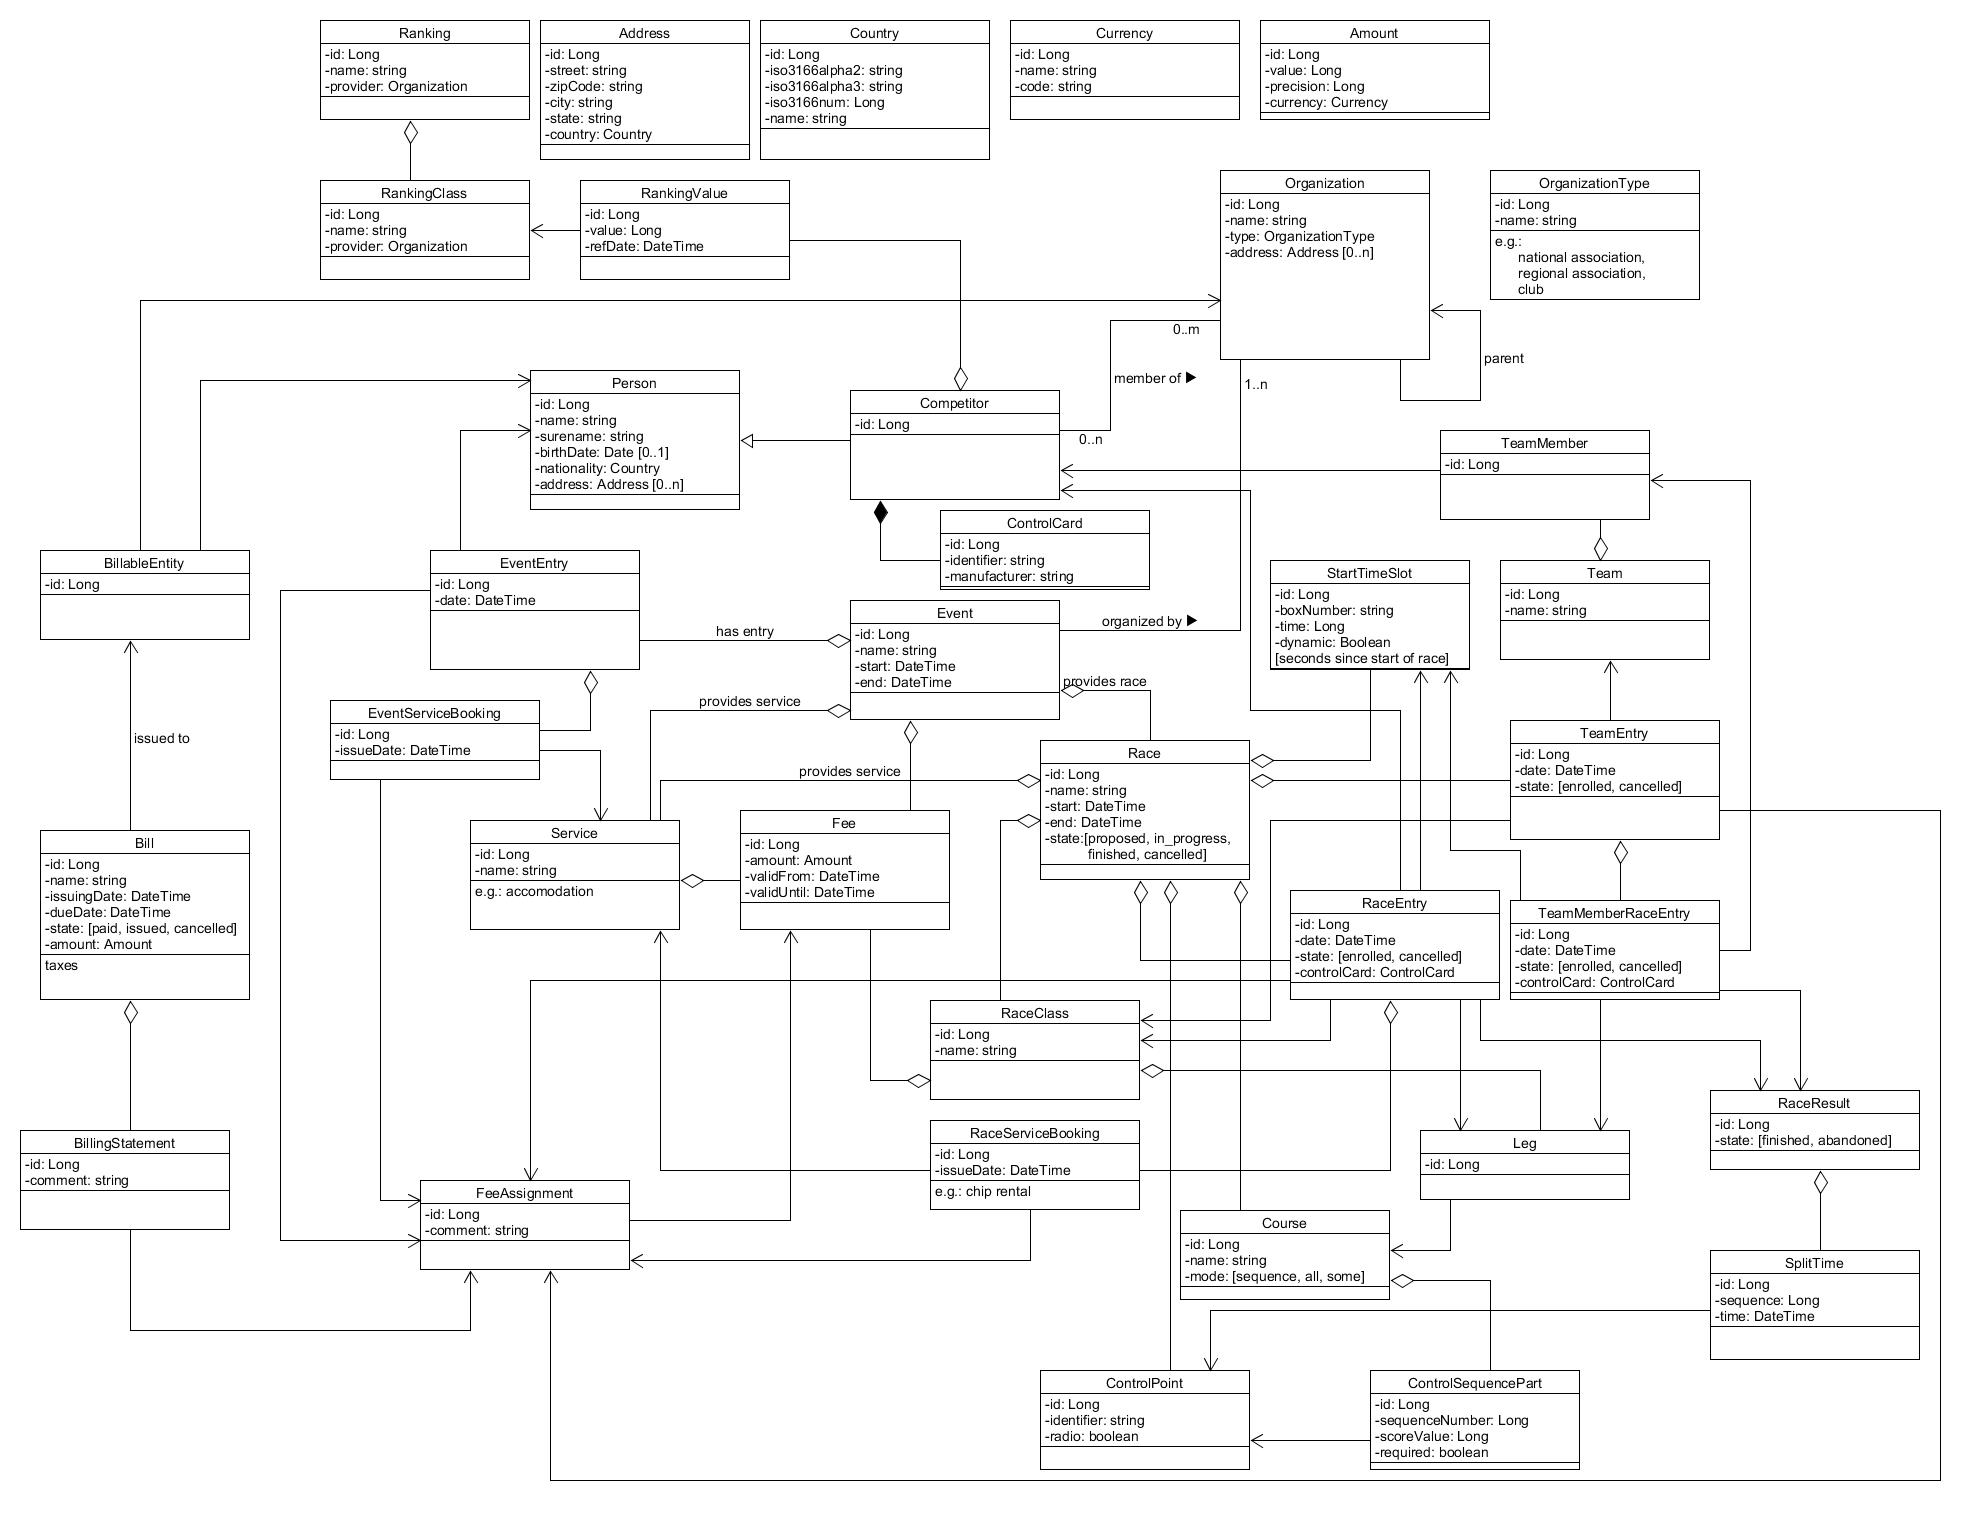 Ranking
-id: Long
-name: string
-provider: Organization
Address
-id: Long
-street: string
-zipCode: string
-city: string
-state: string
-country: Country
Country
-id: Long
-iso3166alpha2: string
-iso3166alpha3: string
-iso3166num: Long
-name: string
Currency
-id: Long
-name: string
-code: string
Amount
-id: Long
-value: Long
-precision: Long
-currency: Currency
RankingClass
-id: Long
-name: string
-provider: Organization
RankingValue
-id: Long
-value: Long
-refDate: DateTime
Organization
-id: Long
-name: string
-type: OrganizationType
-address: Address [0..n]
OrganizationType
-id: Long
-name: string
e.g.:
national association,
regional association,
club
0..m
parent
member of
1..n
0..n
Person
-id: Long
-name: string
-surename: string
-birthDate: Date [0..1]
-nationality: Country
-address: Address [0..n]
Competitor
-id: Long
TeamMember
-id: Long
ControlCard
-id: Long
-identifier: string
-manufacturer: string
BillableEntity
-id: Long
EventEntry
-id: Long
-date: DateTime
has entry
Event
-id: Long
-name: string
-start: DateTime
-end: DateTime
organized by
StartTimeSlot
-id: Long
-boxNumber: string
-time: Long
-dynamic: Boolean
[seconds since start of race]
Team
-id: Long
-name: string
provides race
provides service
issued to
EventServiceBooking
-id: Long
-issueDate: DateTime
provides service
Race
-id: Long
-name: string
-start: DateTime
-end: DateTime
-state:[proposed, in_progress,
finished, cancelled]
TeamEntry
-id: Long
-date: DateTime
-state: [enrolled, cancelled]
Bill
-id: Long
-name: string
-issuingDate: DateTime
-dueDate: DateTime
-state: [paid, issued, cancelled]
-amount: Amount
taxes
Service
-id: Long
-name: string
e.g.: accomodation
Fee
-id: Long
-amount: Amount
-validFrom: DateTime
-validUntil: DateTime
RaceEntry
-id: Long
-date: DateTime
-state: [enrolled, cancelled]
-controlCard: ControlCard
TeamMemberRaceEntry
-id: Long
-date: DateTime
-state: [enrolled, cancelled]
-controlCard: ControlCard
RaceClass
-id: Long
-name: string
RaceResult
-id: Long
-state: [finished, abandoned]
BillingStatement
-id: Long
-comment: string
RaceServiceBooking
-id: Long
-issueDate: DateTime
e.g.: chip rental
Leg
-id: Long
FeeAssignment
-id: Long
-comment: string
Course
-id: Long
-name: string
-mode: [sequence, all, some]
SplitTime
-id: Long
-sequence: Long
-time: DateTime
ControlPoint
-id: Long
-identifier: string
-radio: boolean
ControlSequencePart
-id: Long
-sequenceNumber: Long
-scoreValue: Long
-required: boolean